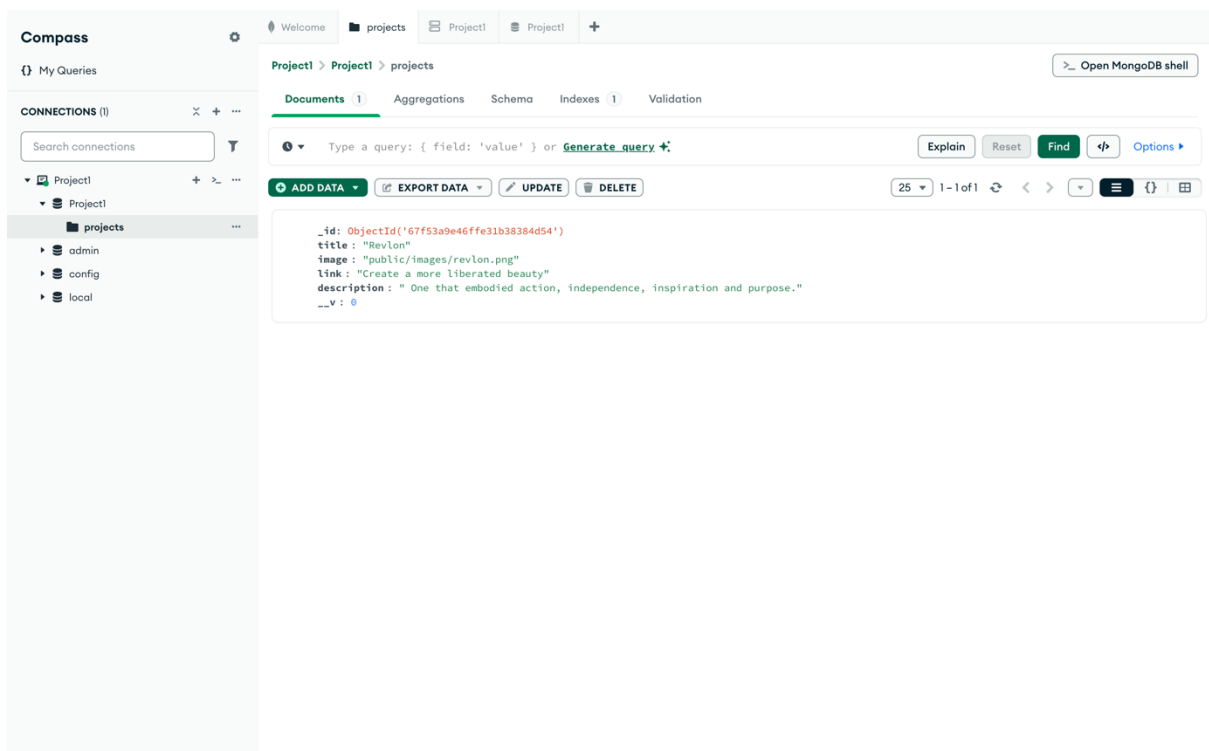 Compass
{} My Queries
CONNECTIONS (1)
Search connections
Project1
Project1
projects
admin
config
local
Welcome
projects
Project1
Project1
Project1 > Project1 > projects
>_ Open MongoDB shell
Documents 1 Aggregations Schema Indexes 1 Validation
Type a query: { field: 'value' } or Generate query
Explain Reset Find </> Options
ADD DATA EXPORT DATA UPDATE DELETE
25 1-1 of 1 {}
_id: ObjectId('67f53a9e46ffe31b38384d54')
title : "Revlon"
image : "public/images/revlon.png"
link : "Create a more liberated beauty"
description : " One that embodied action, independence, inspiration and purpose."
__v : 0